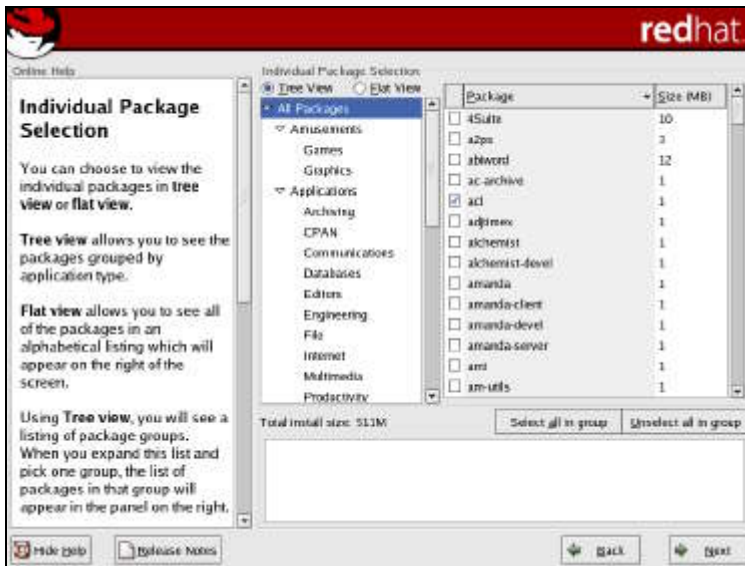 redhat.
Online Help
Individual Package
Selection
You can choose to view the
individual packages in tree
view or flat view.
Tree view allows you to see the
packages grouped by
application type.
Flat view allows you to see all
of the packages in an
alphabetical listing which will
appear on the right of the
screen.
Using Tree view, you will see a
listing of package groups.
When you expand this list and
pick one group, the list of
packages in that group will
appear in the panel on the right.
Individual Package Selection
Tree View Flat View
All Packages
Amusements
Games
Graphics
Applications
Archiving
CPAN
Communications
Databases
Editors
Engineering
File
Internet
Multimedia
Productivity
Package Size (MB)
4Suite 10
a2ps 3
abiword 12
ac-archive 1
acl 1
adjtimex 1
alchemist 1
alchemist-devel 1
amanda 1
amanda-client 1
amanda-devel 1
amanda-server 1
ami 1
am-utils 1
Total install size: 511M
Select all in group Unselect all in group
Hide Help Release Notes Back Next